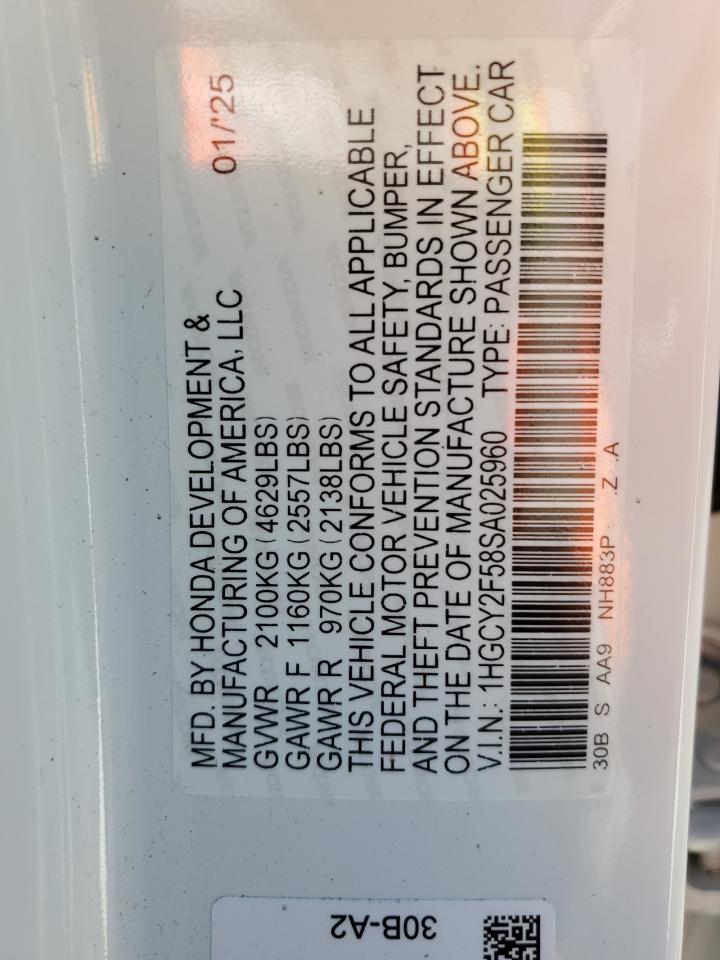 MFD. BY HONDA DEVELOPMENT &
MANUFACTURING OF AMERICA, LLC 01/'25
GVWR 2100KG (4629LBS)
GAWR F 1160KG (2557LBS)
GAWR R 970KG (2138LBS)
THIS VEHICLE CONFORMS TO ALL APPLICABLE
FEDERAL MOTOR VEHICLE SAFETY, BUMPER,
AND THEFT PREVENTION STANDARDS IN EFFECT
ON THE DATE OF MANUFACTURE SHOWN ABOVE.
V.I.N.: 1HGCY2F58SA025960 TYPE: PASSENGER CAR
30B S AA9 NH883P .Z .A
30B-A2